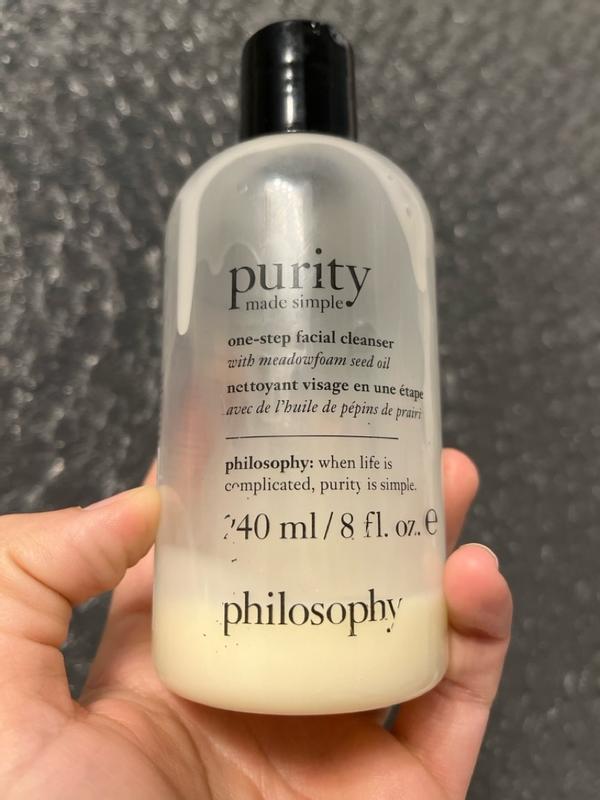 purity
made simple
one-step facial cleanser
with meadowfoam seed oil
nettoyant visage en une étape
avec de l'huile de pépins de prairi
philosophy: when life is
complicated, purity is simple.
240 ml / 8 fl. oz. ℮
philosophy